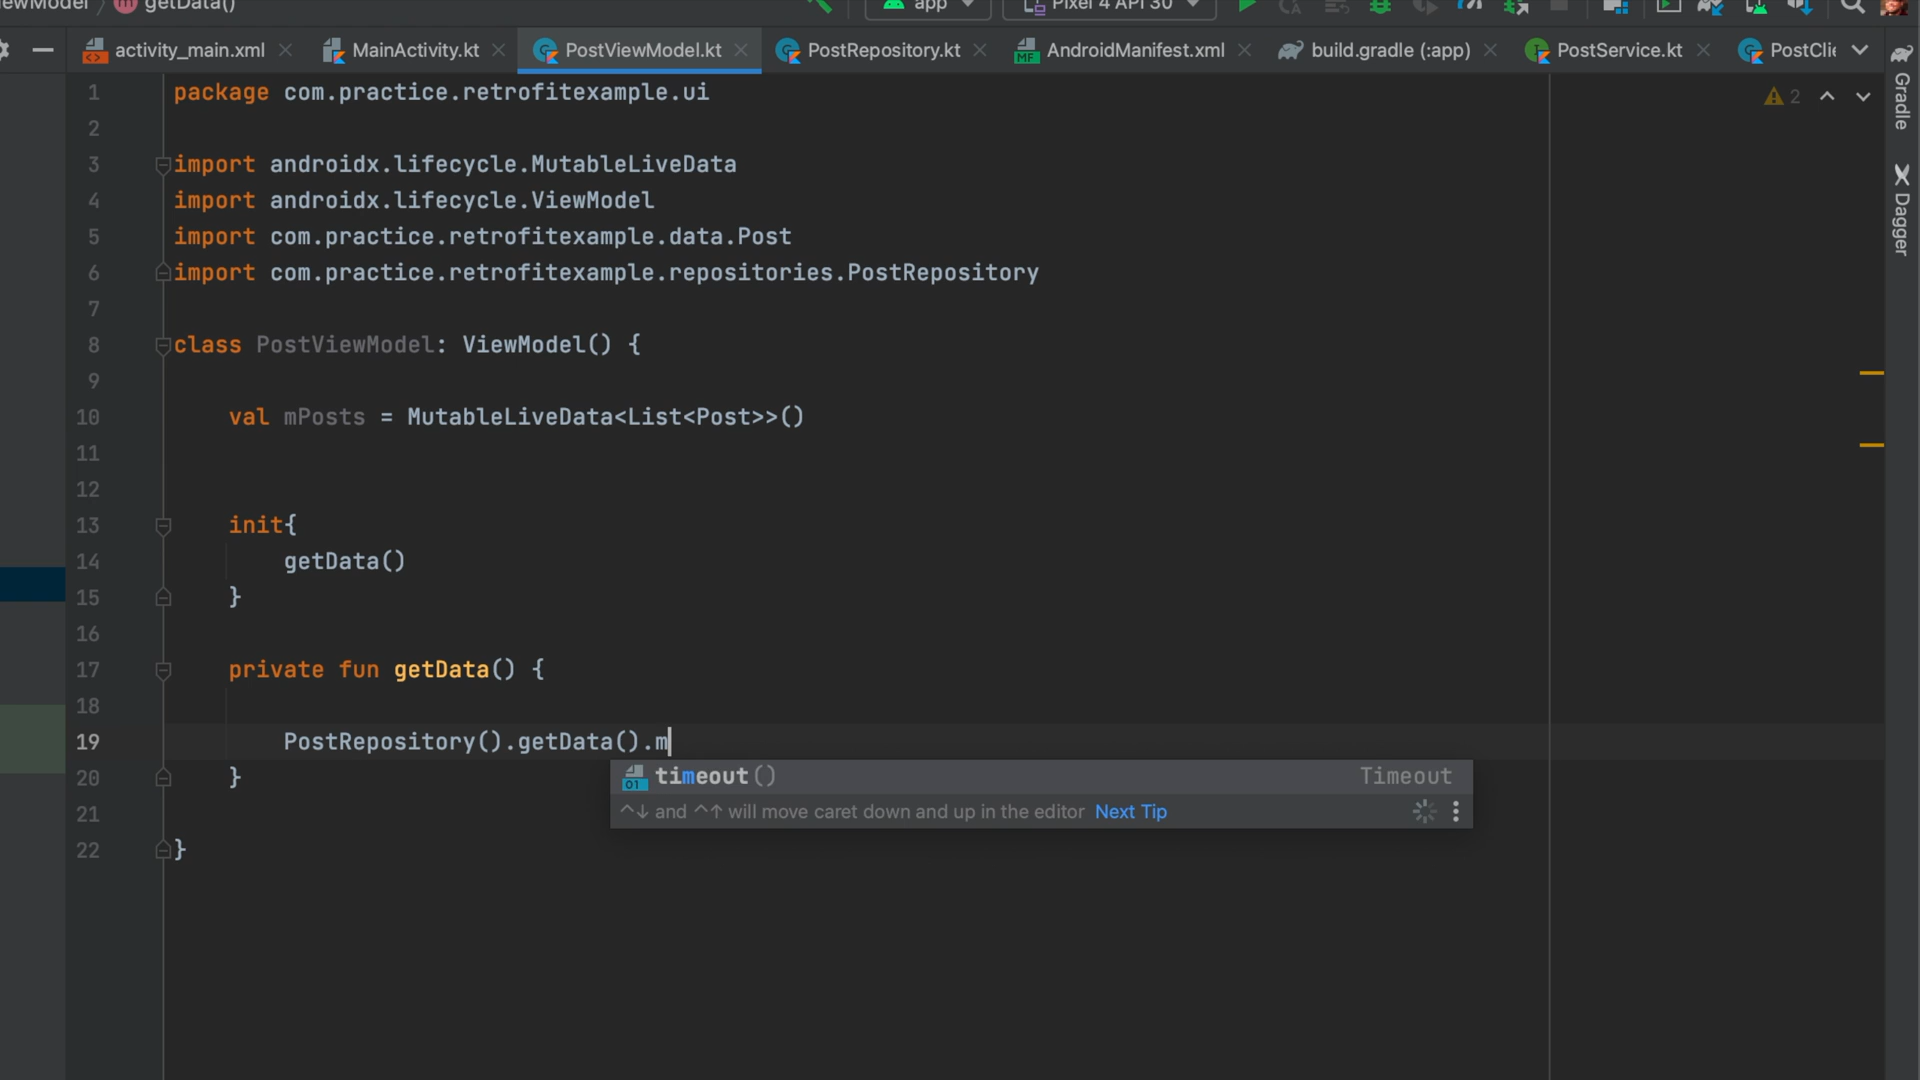 getData()
app
Pixel 4 API 30
activity_main.xml
MainActivity.kt
PostViewModel.kt
PostRepository.kt
AndroidManifest.xml
build.gradle (:app)
PostService.kt
1 package com.practice.retrofitexample.ui
2
3 import androidx.lifecycle.MutableLiveData
4 import androidx.lifecycle.ViewModel
5 import com.practice.retrofitexample.data.Post
6 import com.practice.retrofitexample.repositories.PostRepository
7
8 class PostViewModel: ViewModel() {
9
10 val mPosts = MutableLiveData<List<Post>>()
11
12
13 init{
14 getData()
15 }
16
17 private fun getData() {
18
19 PostRepository().getData().m
timeout() Timeout
^↓ and ^↑ will move caret down and up in the editor Next Tip
20 }
21
22 }
2
Gradle
Dagger